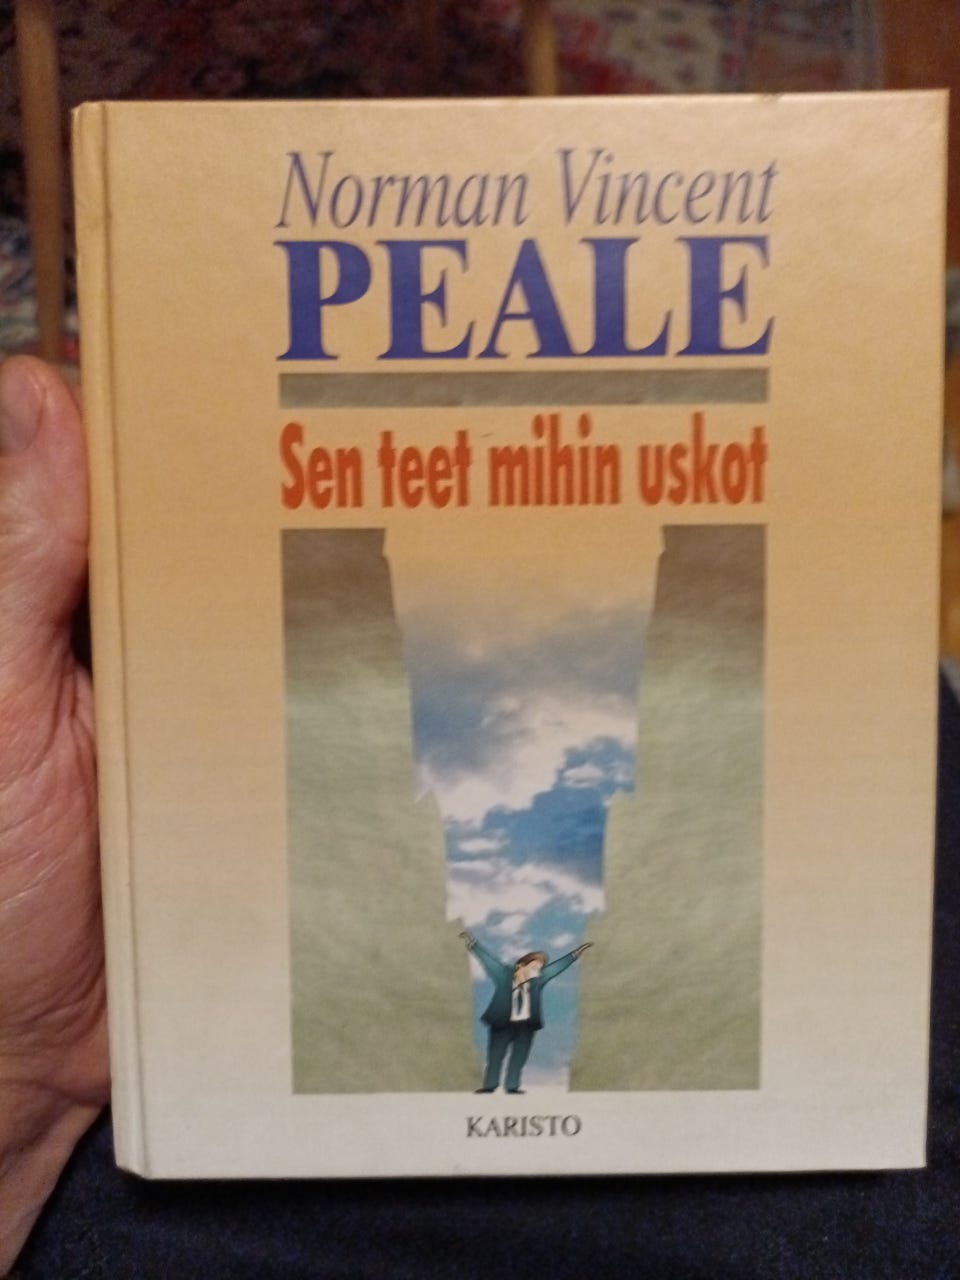 Norman Vincent
PEALE
Sen teet mihin uskot
KARISTO